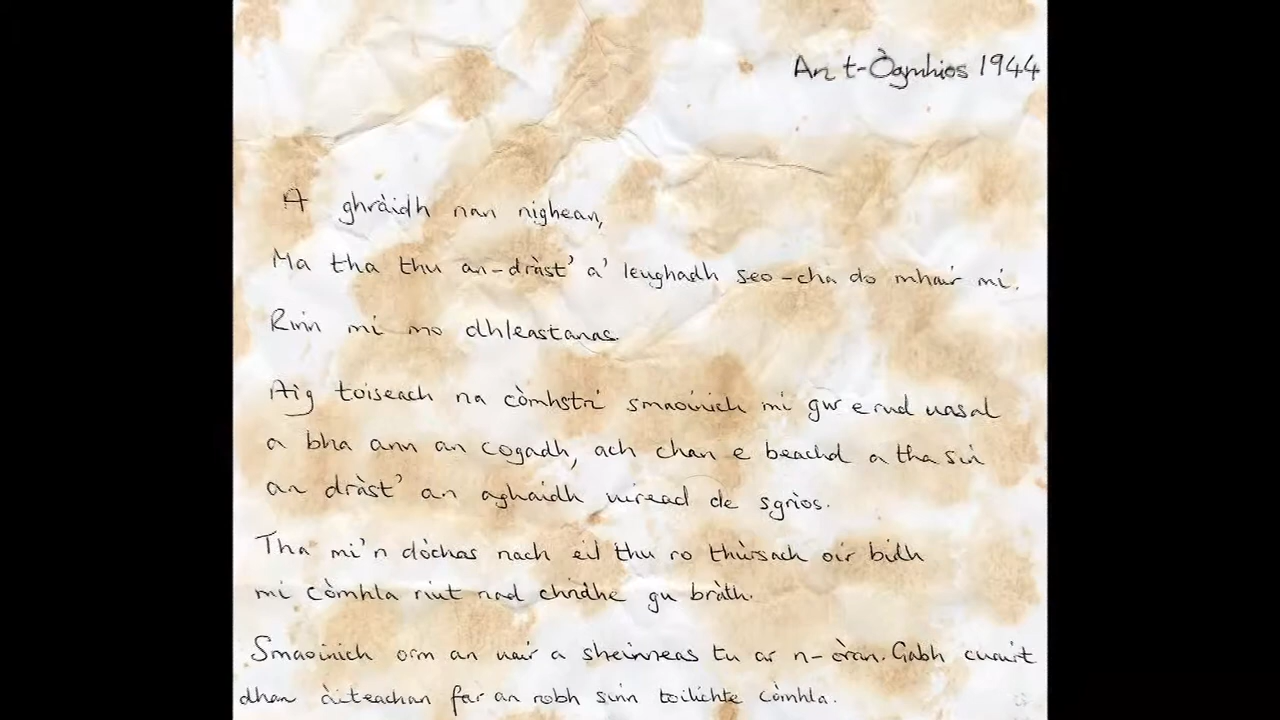 An t-Ògmhios 1944
A ghràidh nan nighean,
Ma tha thu an-dràst' a' leughadh seo-cha do mhair mi.
Rinn mi mo dhleastanas.
Aig toiseach na còmhstri smaoinich mi gur e rud uasal
a bha ann an cogadh, ach chan e beachd a tha sin
an dràst' an aghaidh uiread de sgrios.
Tha mi'n dòchas nach eil thu ro thùrsach oir bidh
mi còmhla riut nad chridhe gu bràth.
Smaoinich orm an uair a sheinneas tu ar n-òran. Gabh cuairt
dhan àiteachan far an robh sinn toilichte còmhla.